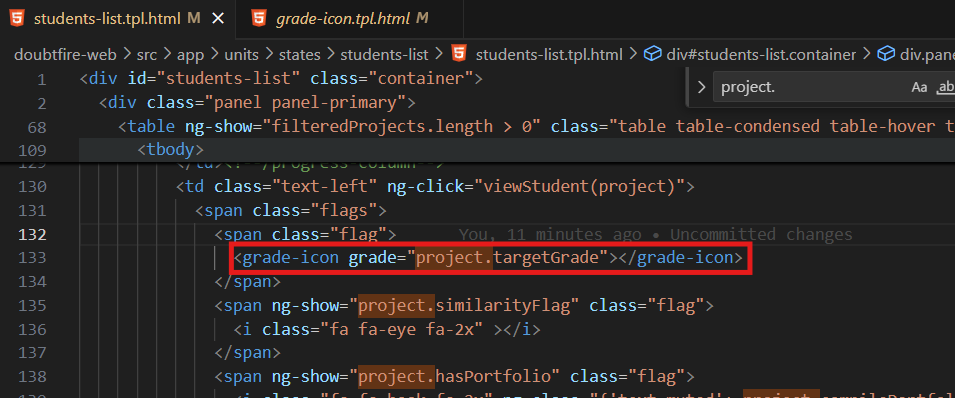 students-list.tpl.html M
grade-icon.tpl.html M
doubtfire-web > src > app > units > states > students-list > students-list.tpl.html > div#students-list.container > div.pane
project.
Aa
1 <div id="students-list" class="container">
2 <div class="panel panel-primary">
68 <table ng-show="filteredProjects.length > 0" class="table table-condensed table-hover t
109 <tbody>
129 </td><!--/progress-column-->
130 <td class="text-left" ng-click="viewStudent(project)">
131 <span class="flags">
132 <span class="flag"> You, 11 minutes ago • Uncommitted changes
133 <grade-icon grade="project.targetGrade"></grade-icon>
134 </span>
135 <span ng-show="project.similarityFlag" class="flag">
136 <i class="fa fa-eye fa-2x" ></i>
137 </span>
138 <span ng-show="project.hasPortfolio" class="flag">